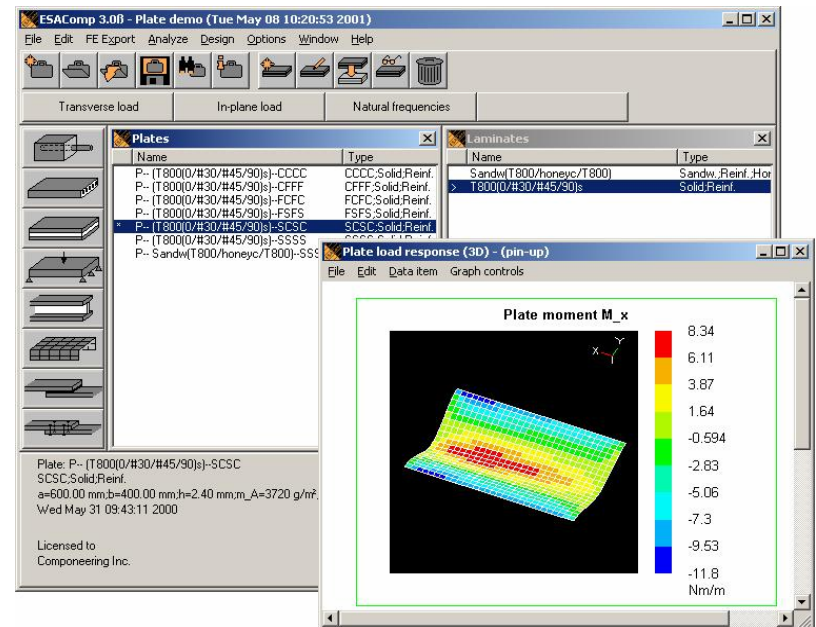 ESAComp 3.0ß - Plate demo (Tue May 08 10:20:53 2001)
File Edit FE Export Analyze Design Options Window Help
Transverse load In-plane load Natural frequencies
Plates
Name Type
P-- (T800(0/#30/#45/90)s)--CCCC CCCC;Solid;Reinf.
P-- (T800(0/#30/#45/90)s)--CFFF CFFF;Solid;Reinf.
P-- (T800(0/#30/#45/90)s)--FCFC FCFC;Solid;Reinf.
P-- (T800(0/#30/#45/90)s)--FSFS FSFS;Solid;Reinf.
* P-- (T800(0/#30/#45/90)s)--SCSC SCSC;Solid;Reinf.
P-- (T800(0/#30/#45/90)s)--SSSS
P-- Sandw(T800/honeyc/T800)--SSS
Laminates
Name Type
Sandw(T800/honeyc/T800) Sandw.;Reinf.;Hor
> T800(0/#30/#45/90)s Solid;Reinf.
Plate load response (3D) - (pin-up)
File Edit Data item Graph controls
Plate moment M_x
Y
X
8.34
6.11
3.87
1.64
-0.594
-2.83
-5.06
-7.3
-9.53
-11.8
Nm/m
Plate: P-- (T800(0/#30/#45/90)s)--SCSC
SCSC;Solid;Reinf.
a=600.00 mm;b=400.00 mm;h=2.40 mm;m_A=3720 g/m²
Wed May 31 09:43:11 2000
Licensed to
Componeering Inc.